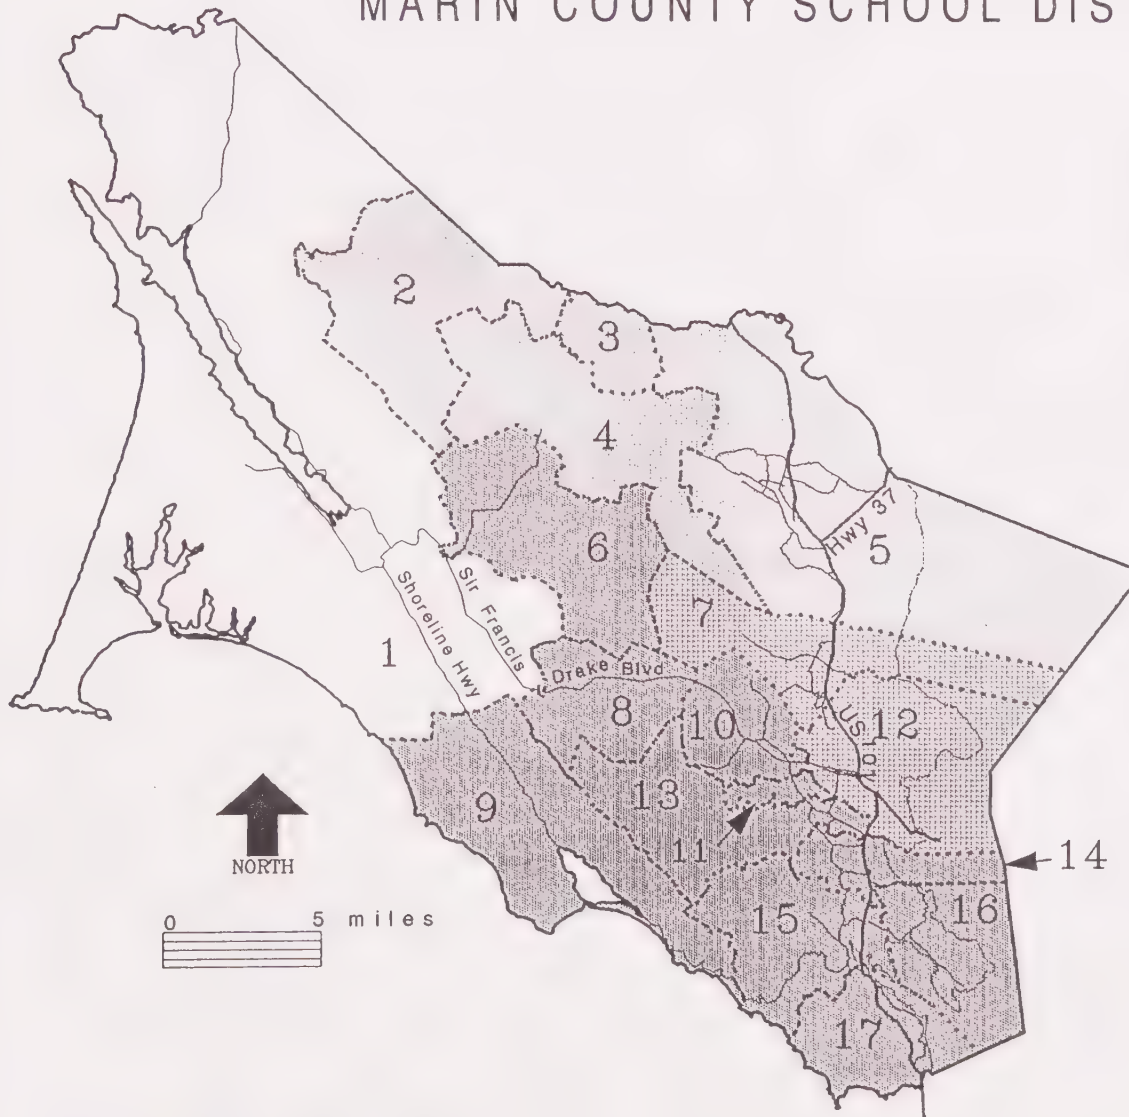 MARIN COUNTY SCHOOL DIS
2
3
4
Hwy 37
5
6
Sir Francis
Shoreline Hwy
7
1
Drake Blvd
8
10
US 101
12
9
13
11
14
NORTH
15
16
0 5 miles
17